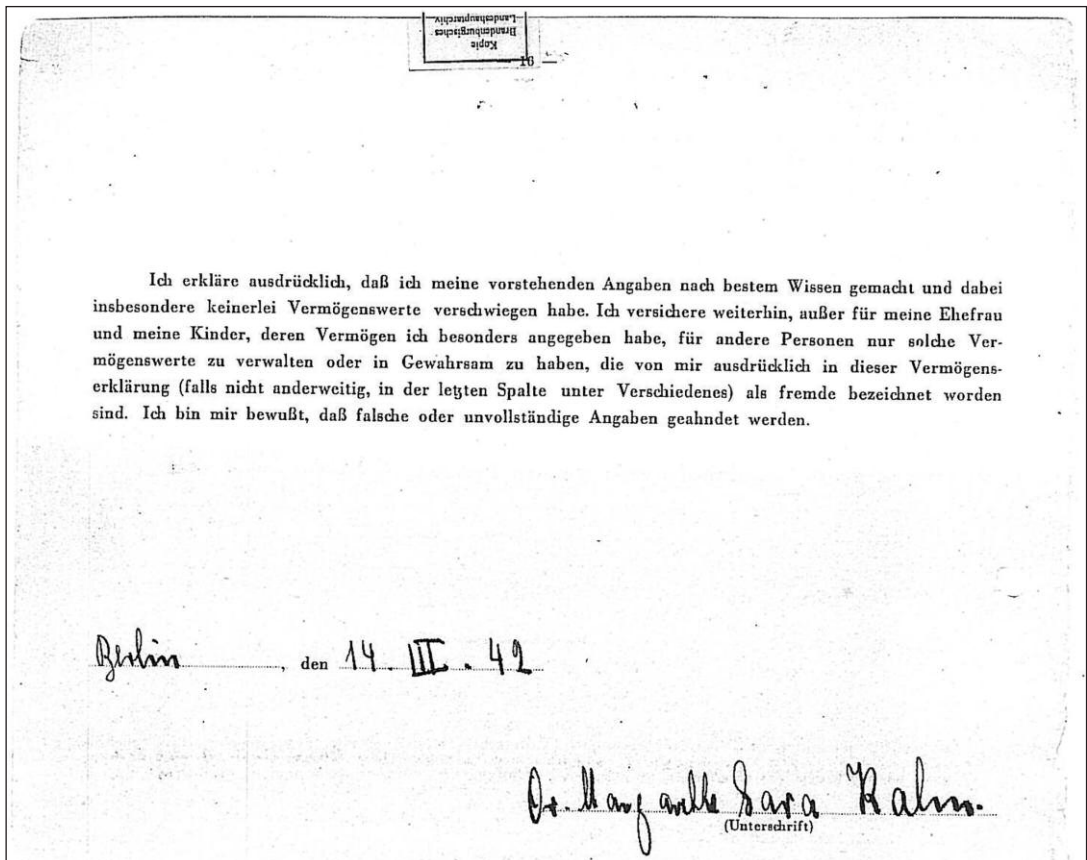 Kopie
Brandenburgisches
Landeshauptarchiv
— 16 —
Ich erkläre ausdrücklich, daß ich meine vorstehenden Angaben nach bestem Wissen gemacht und dabei
insbesondere keinerlei Vermögenswerte verschwiegen habe. Ich versichere weiterhin, außer für meine Ehefrau
und meine Kinder, deren Vermögen ich besonders angegeben habe, für andere Personen nur solche Ver-
mögenswerte zu verwalten oder in Gewahrsam zu haben, die von mir ausdrücklich in dieser Vermögens-
erklärung (falls nicht anderweitig, in der letzten Spalte unter Verschiedenes) als fremde bezeichnet worden
sind. Ich bin mir bewußt, daß falsche oder unvollständige Angaben geahndet werden.
Berlin, den 14. III. 42
Dr. Margarethe Sara Kahn.
(Unterschrift)